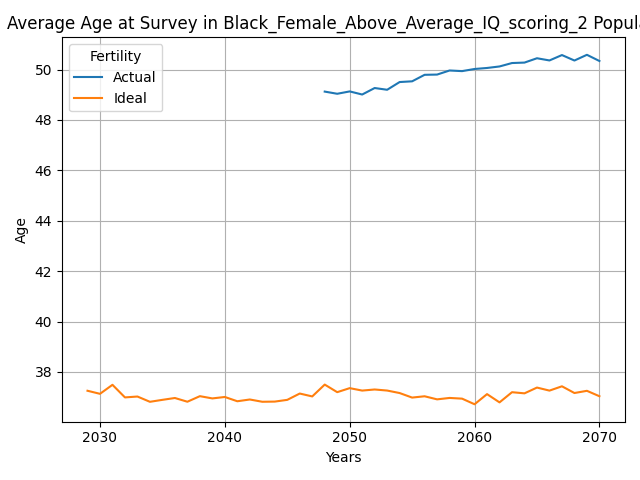 Average Age at Survey in Black_Female_Above_Average_IQ_scoring_2 Popul
Fertility
Actual
Ideal
50
48
46
44
42
40
38
Age
2030 2040 2050 2060 2070
Years